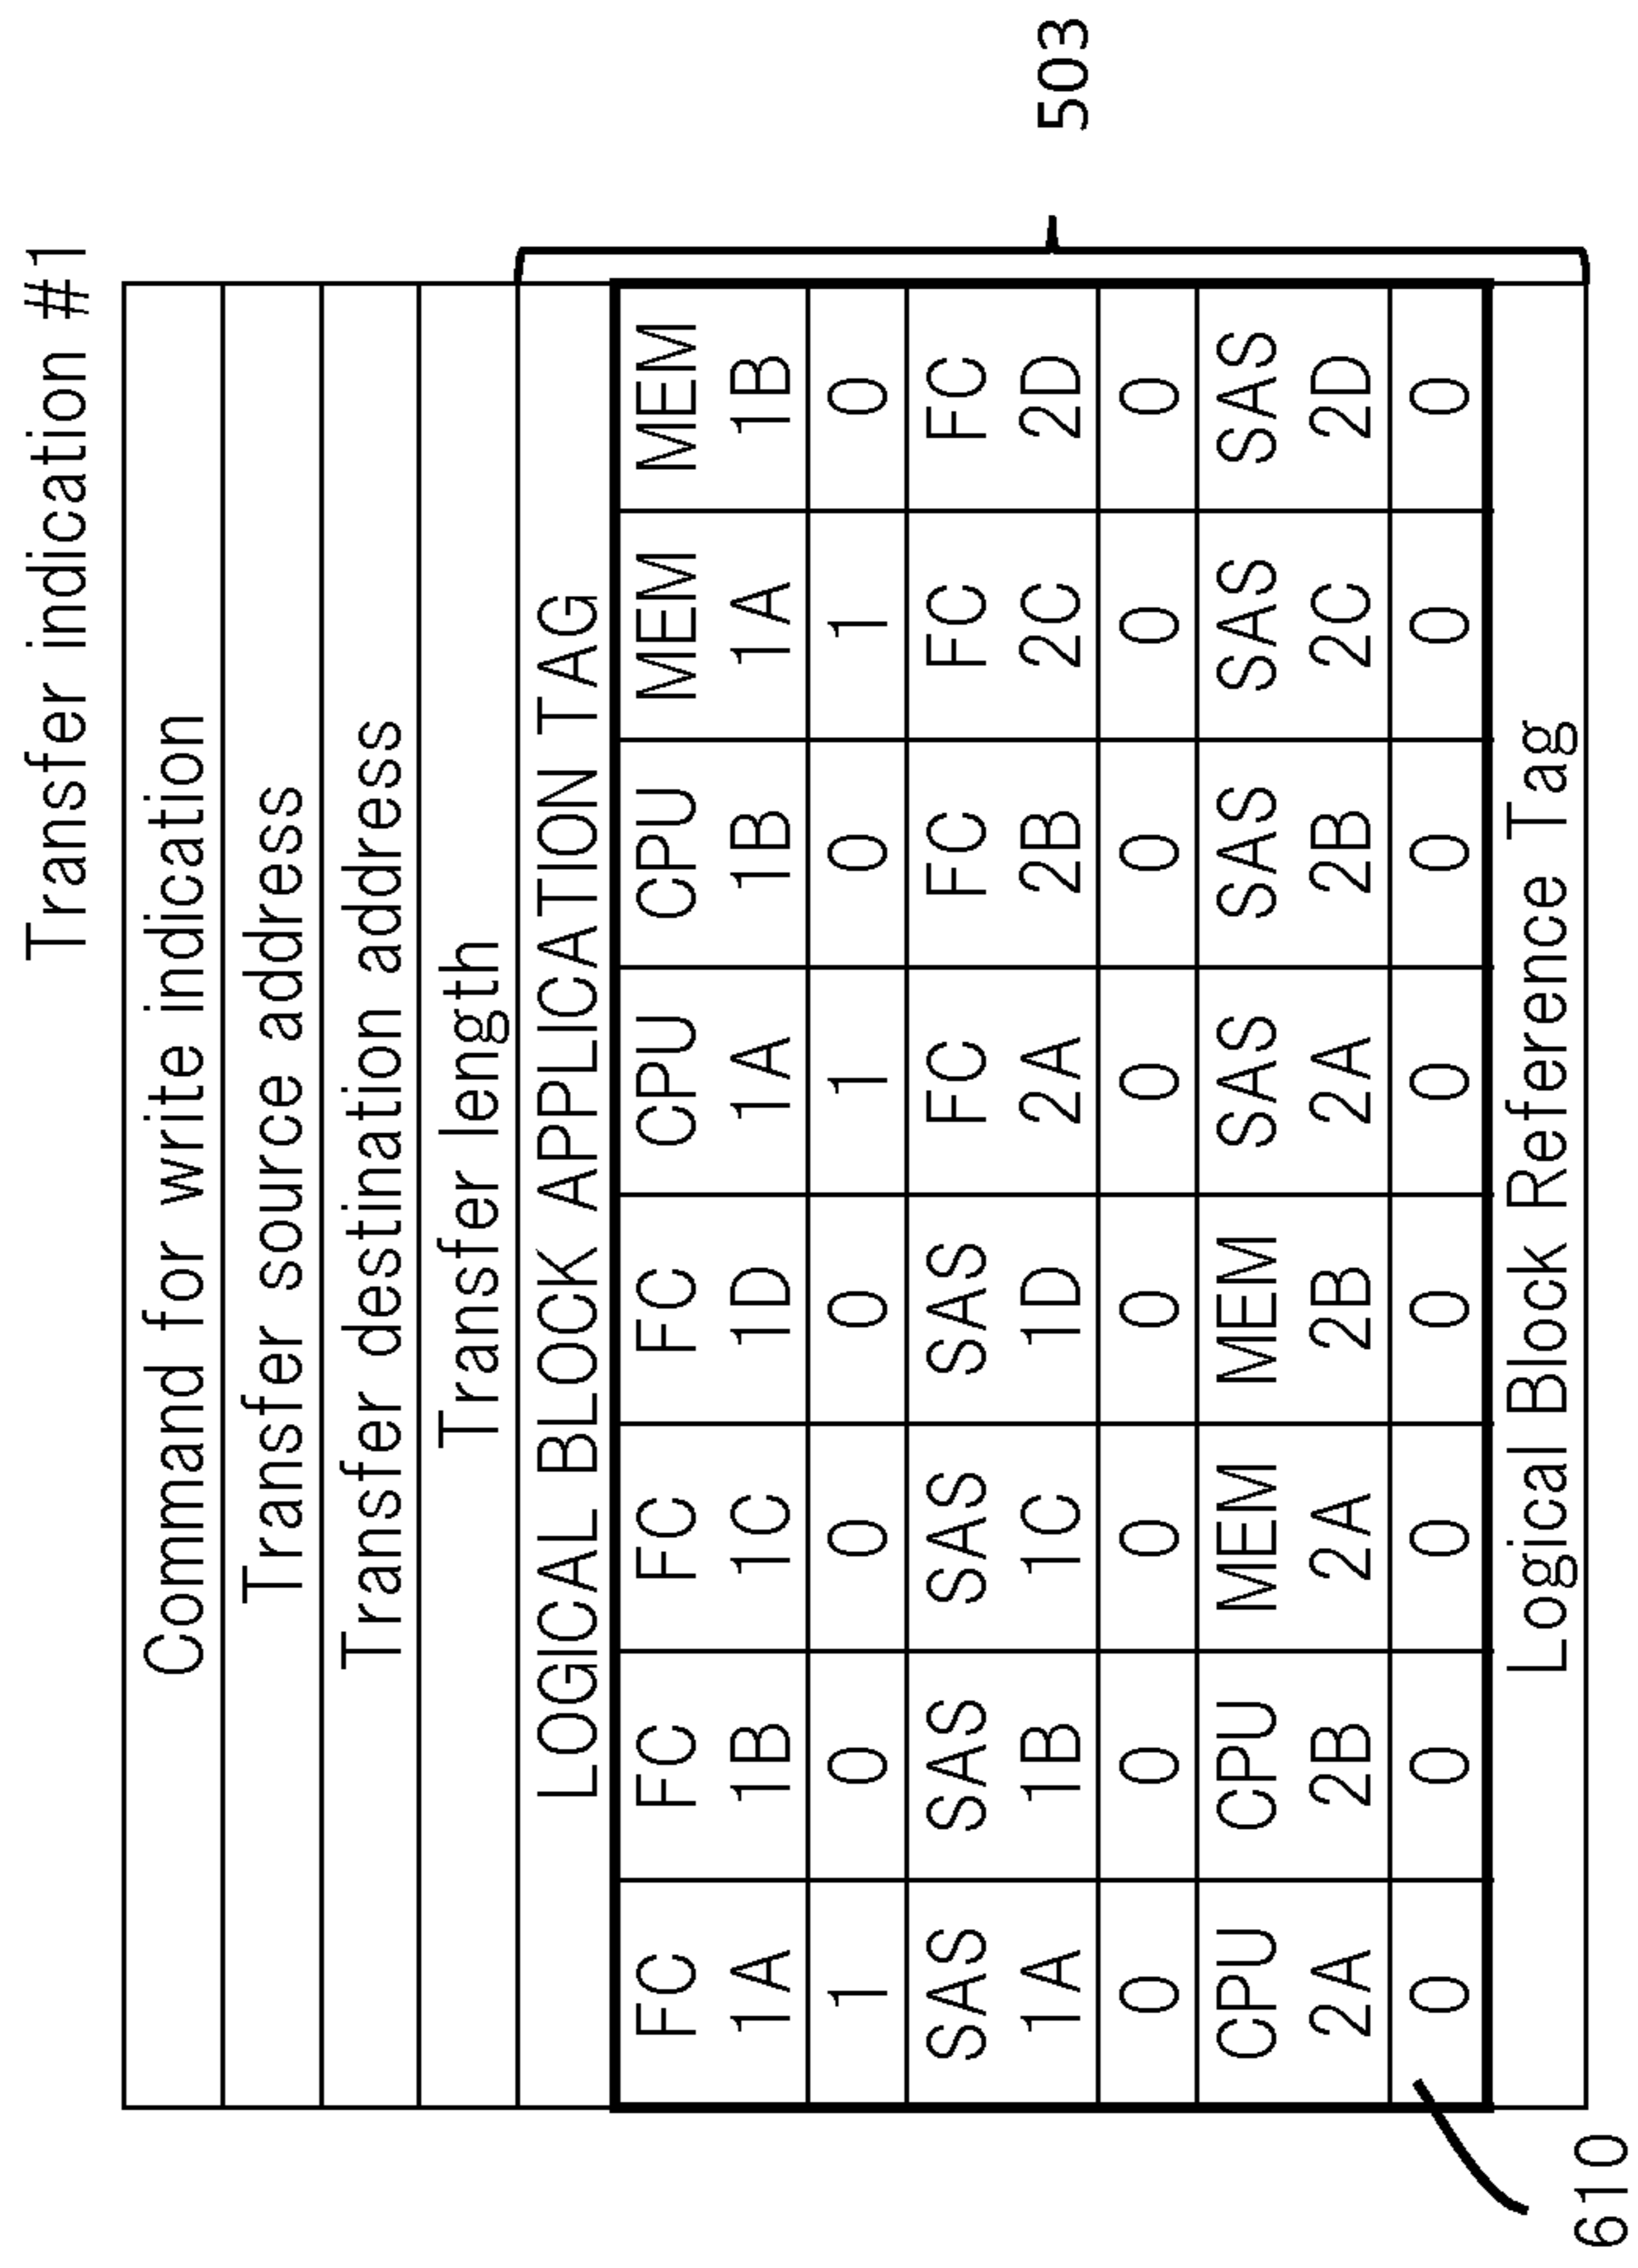 Transfer indication #1
Command for write indication
Transfer source address
Transfer destination address
Transfer length
LOGICAL BLOCK APPLICATION TAG
FC 1A FC 1B FC 1C FC 1D CPU 1A CPU 1B MEM 1A MEM 1B
1 0 0 0 1 0 1 0
SAS 1A SAS 1B SAS 1C SAS 1D FC 2A FC 2B FC 2C FC 2D
0 0 0 0 0 0 0 0
CPU 2A CPU 2B MEM 2A MEM 2B SAS 2A SAS 2B SAS 2C SAS 2D
0 0 0 0 0 0 0 0
Logical Block Reference Tag
503
610